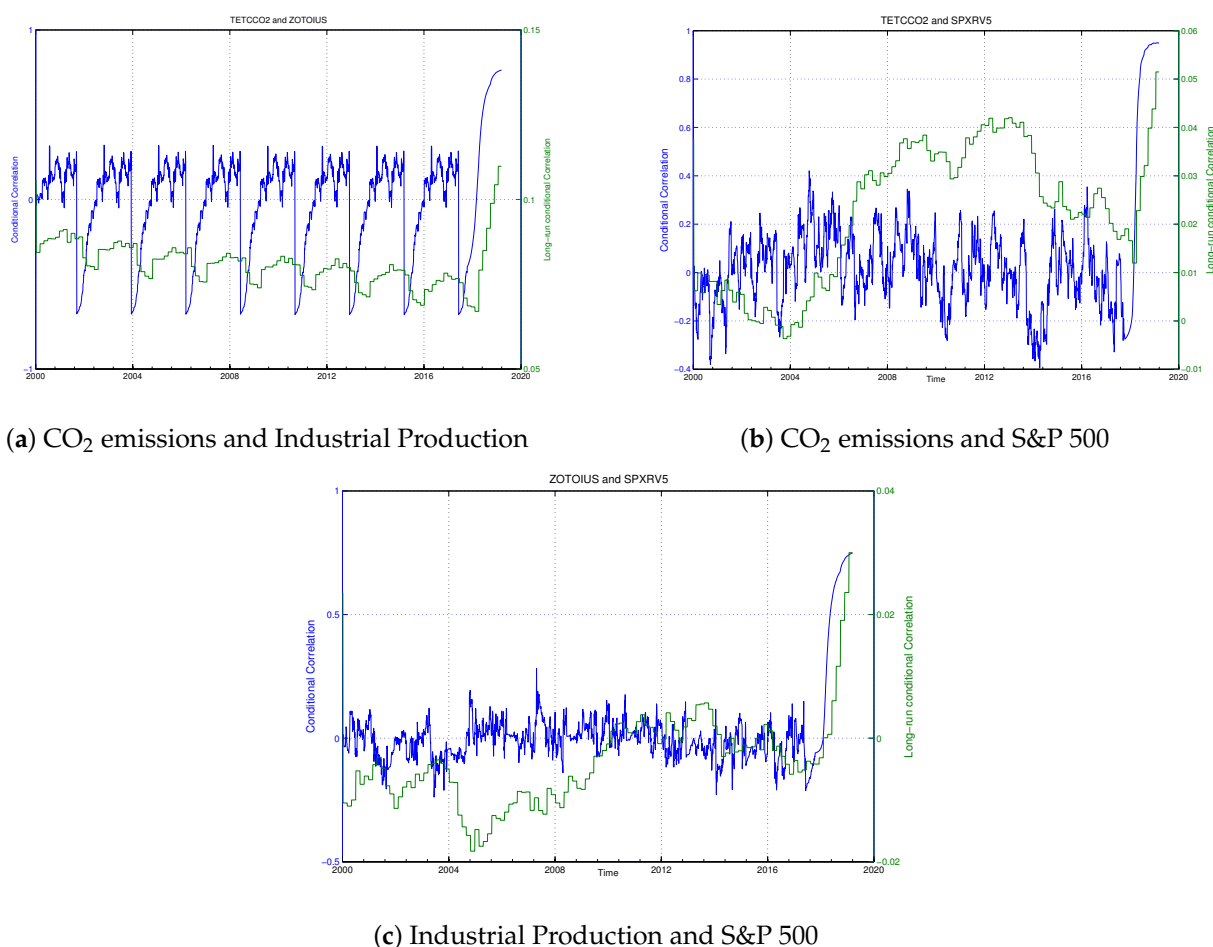 TETCCO2 and ZOTOIUS
1
0
−1
Conditional Correlation
0.15
0.1
0.05
Long−run conditional Correlation
2000 2004 2008 2012 2016 2020
TETCCO2 and SPXRV5
1
0.8
0.6
0.4
0.2
0
−0.2
−0.4
Conditional Correlation
0.06
0.05
0.04
0.03
0.02
0.01
0
−0.01
Long−run conditional Correlation
2000 2004 2008 2012 2016 2020
Time
(a) CO2 emissions and Industrial Production
(b) CO2 emissions and S&P 500
ZOTOIUS and SPXRV5
1
0.5
0
−0.5
Conditional Correlation
0.04
0.02
0
−0.02
Long−run conditional Correlation
2000 2004 2008 2012 2016 2020
Time
(c) Industrial Production and S&P 500